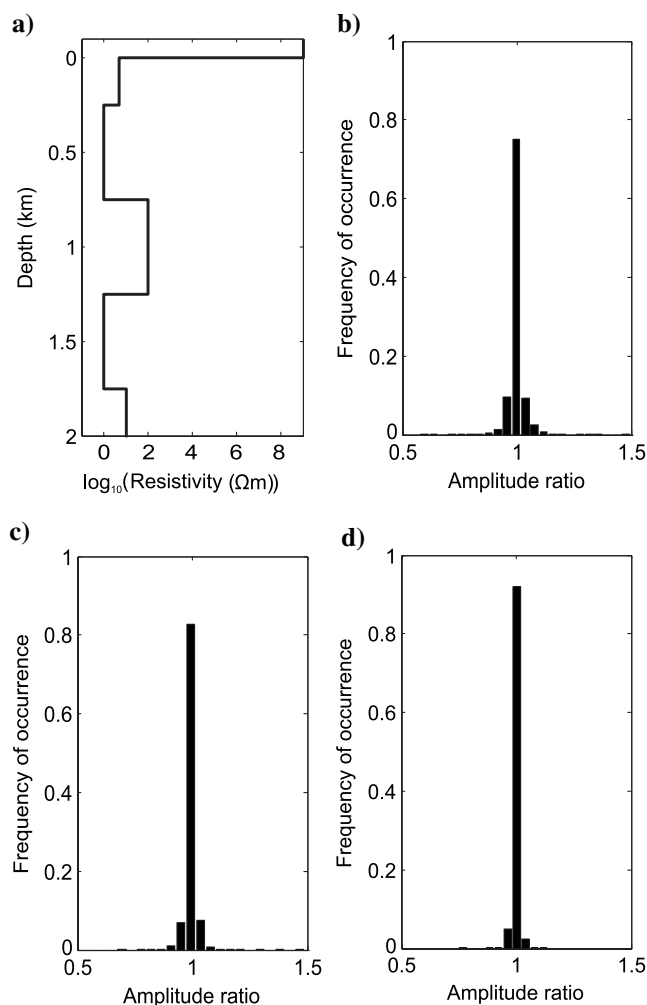 a)
0
0.5
1
1.5
2
Depth (km)
0 2 4 6 8
log₁₀(Resistivity (Ωm))
b)
1
0.8
0.6
0.4
0.2
0
Frequency of occurrence
0.5 1 1.5
Amplitude ratio
c)
1
0.8
0.6
0.4
0.2
0
Frequency of occurrence
0.5 1 1.5
Amplitude ratio
d)
1
0.8
0.6
0.4
0.2
0
Frequency of occurrence
0.5 1 1.5
Amplitude ratio